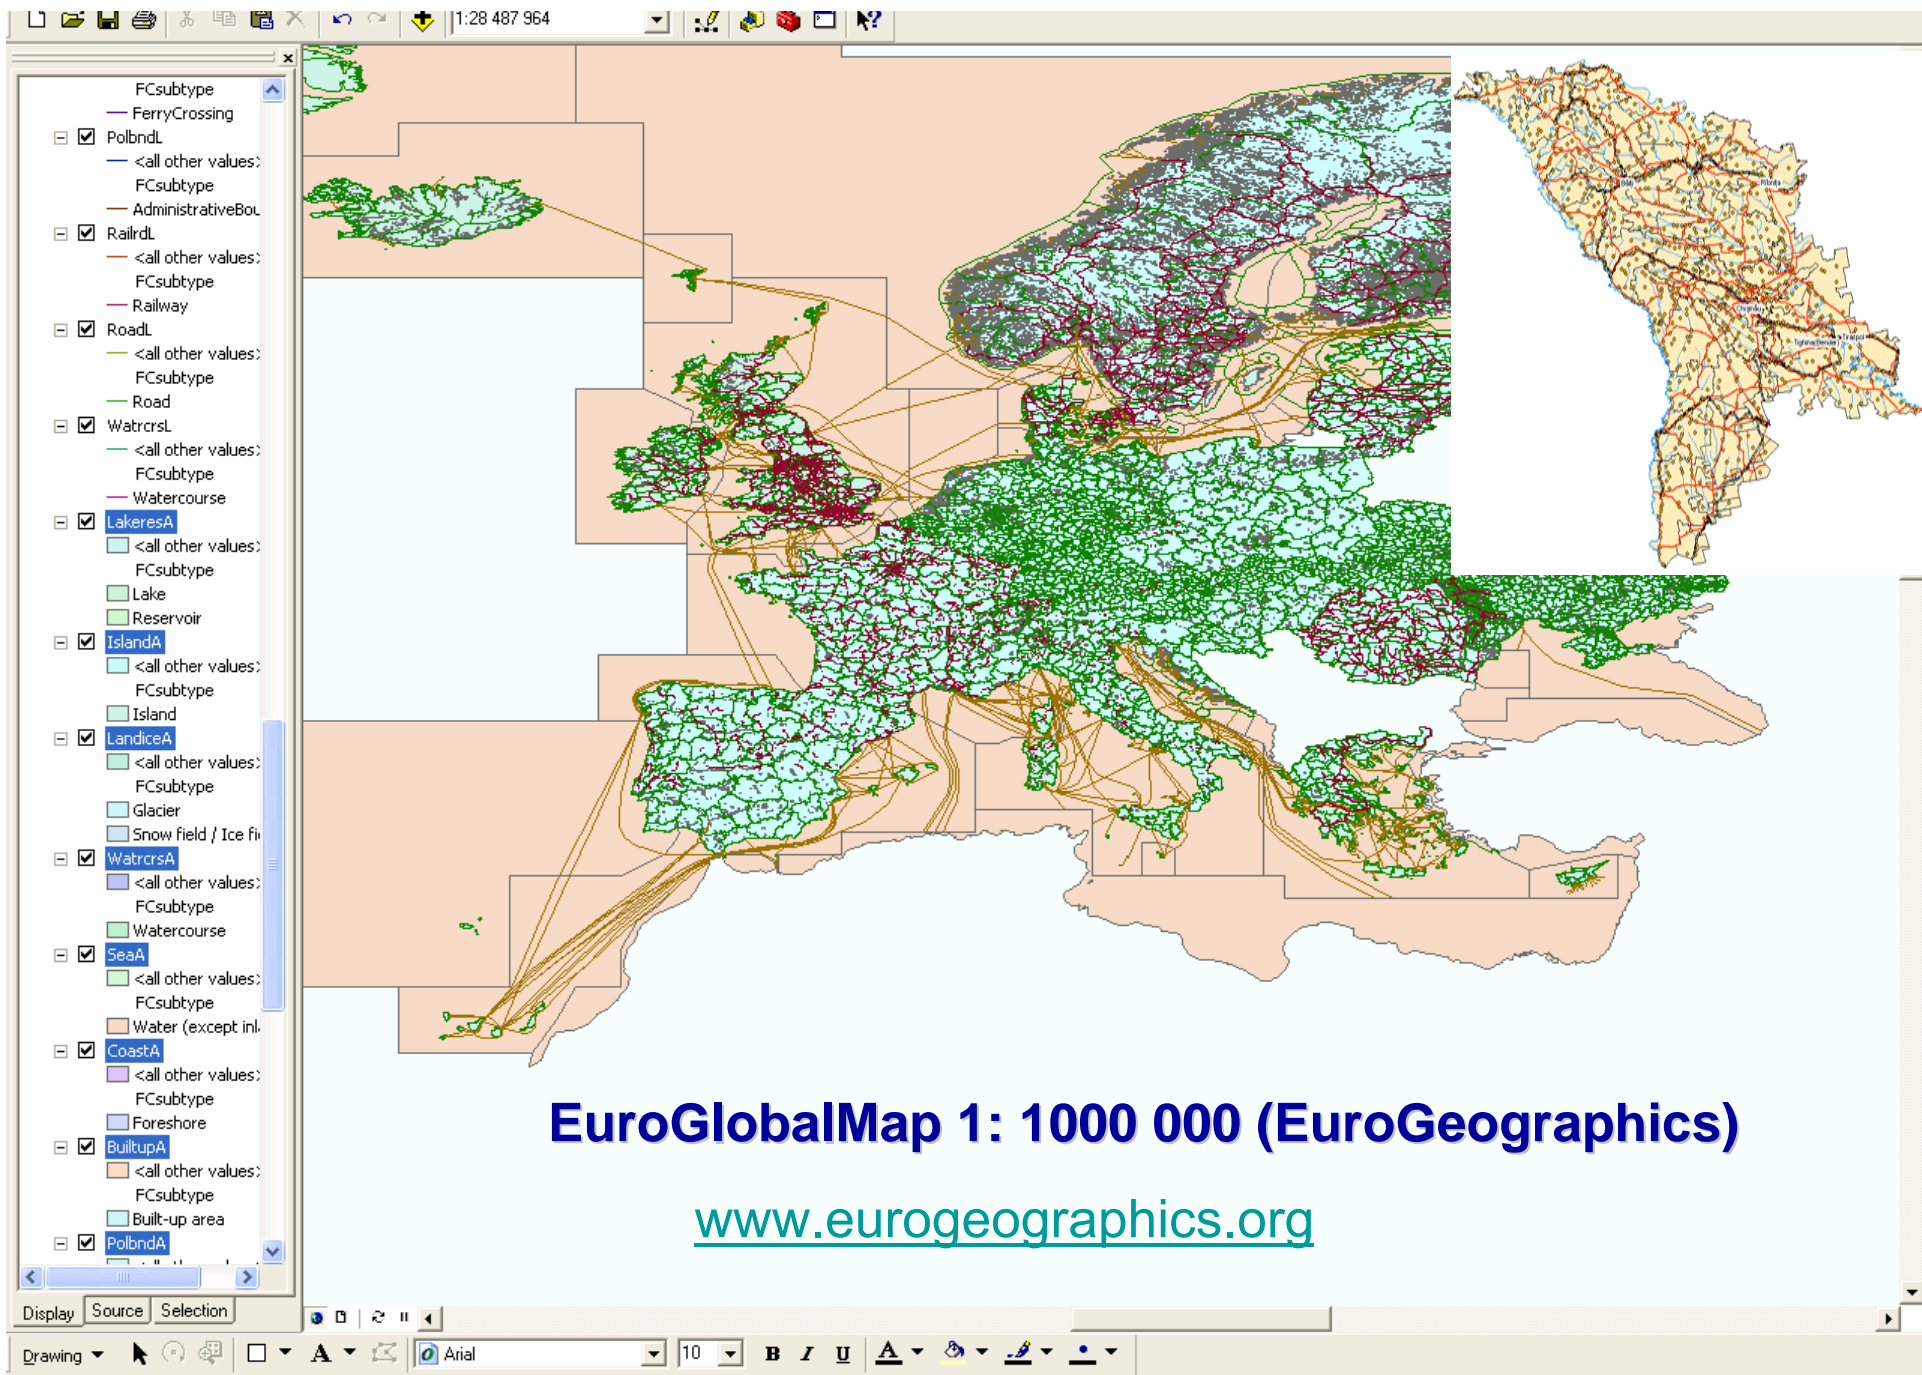 1:28 487 964
FCsubtype
FerryCrossing
PolbndL
<all other values>
FCsubtype
AdministrativeBou
RailrdL
<all other values>
FCsubtype
Railway
RoadL
<all other values>
FCsubtype
Road
WatrcrsL
<all other values>
FCsubtype
Watercourse
LakeresA
<all other values>
FCsubtype
Lake
Reservoir
IslandA
<all other values>
FCsubtype
Island
LandiceA
<all other values>
FCsubtype
Glacier
Snow field / Ice fi
WatrcrsA
<all other values>
FCsubtype
Watercourse
SeaA
<all other values>
FCsubtype
Water (except inl
CoastA
<all other values>
FCsubtype
Foreshore
BuiltupA
<all other values>
FCsubtype
Built-up area
PolbndA
Display Source Selection
Ribnita
Tighina(Bender) Tiraspol
EuroGlobalMap 1: 1000 000 (EuroGeographics)
www.eurogeographics.org
Drawing A Arial 10 B I U A